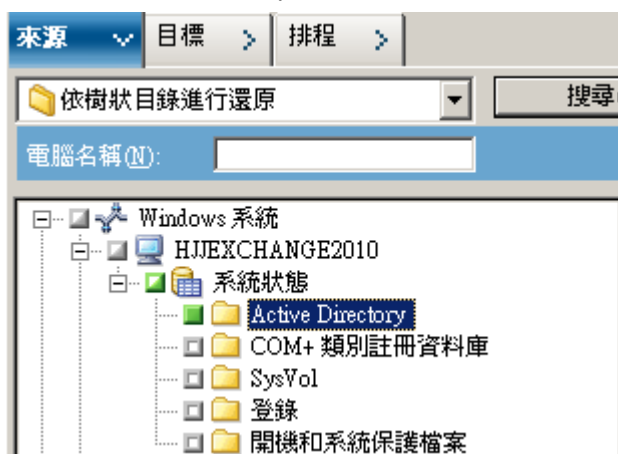 來源 目標 排程
依樹狀目錄進行還原 搜尋
電腦名稱(N):
Windows 系統
HJJEXCHANGE2010
系統狀態
Active Directory
COM+ 類別註冊資料庫
SysVol
登錄
開機和系統保護檔案